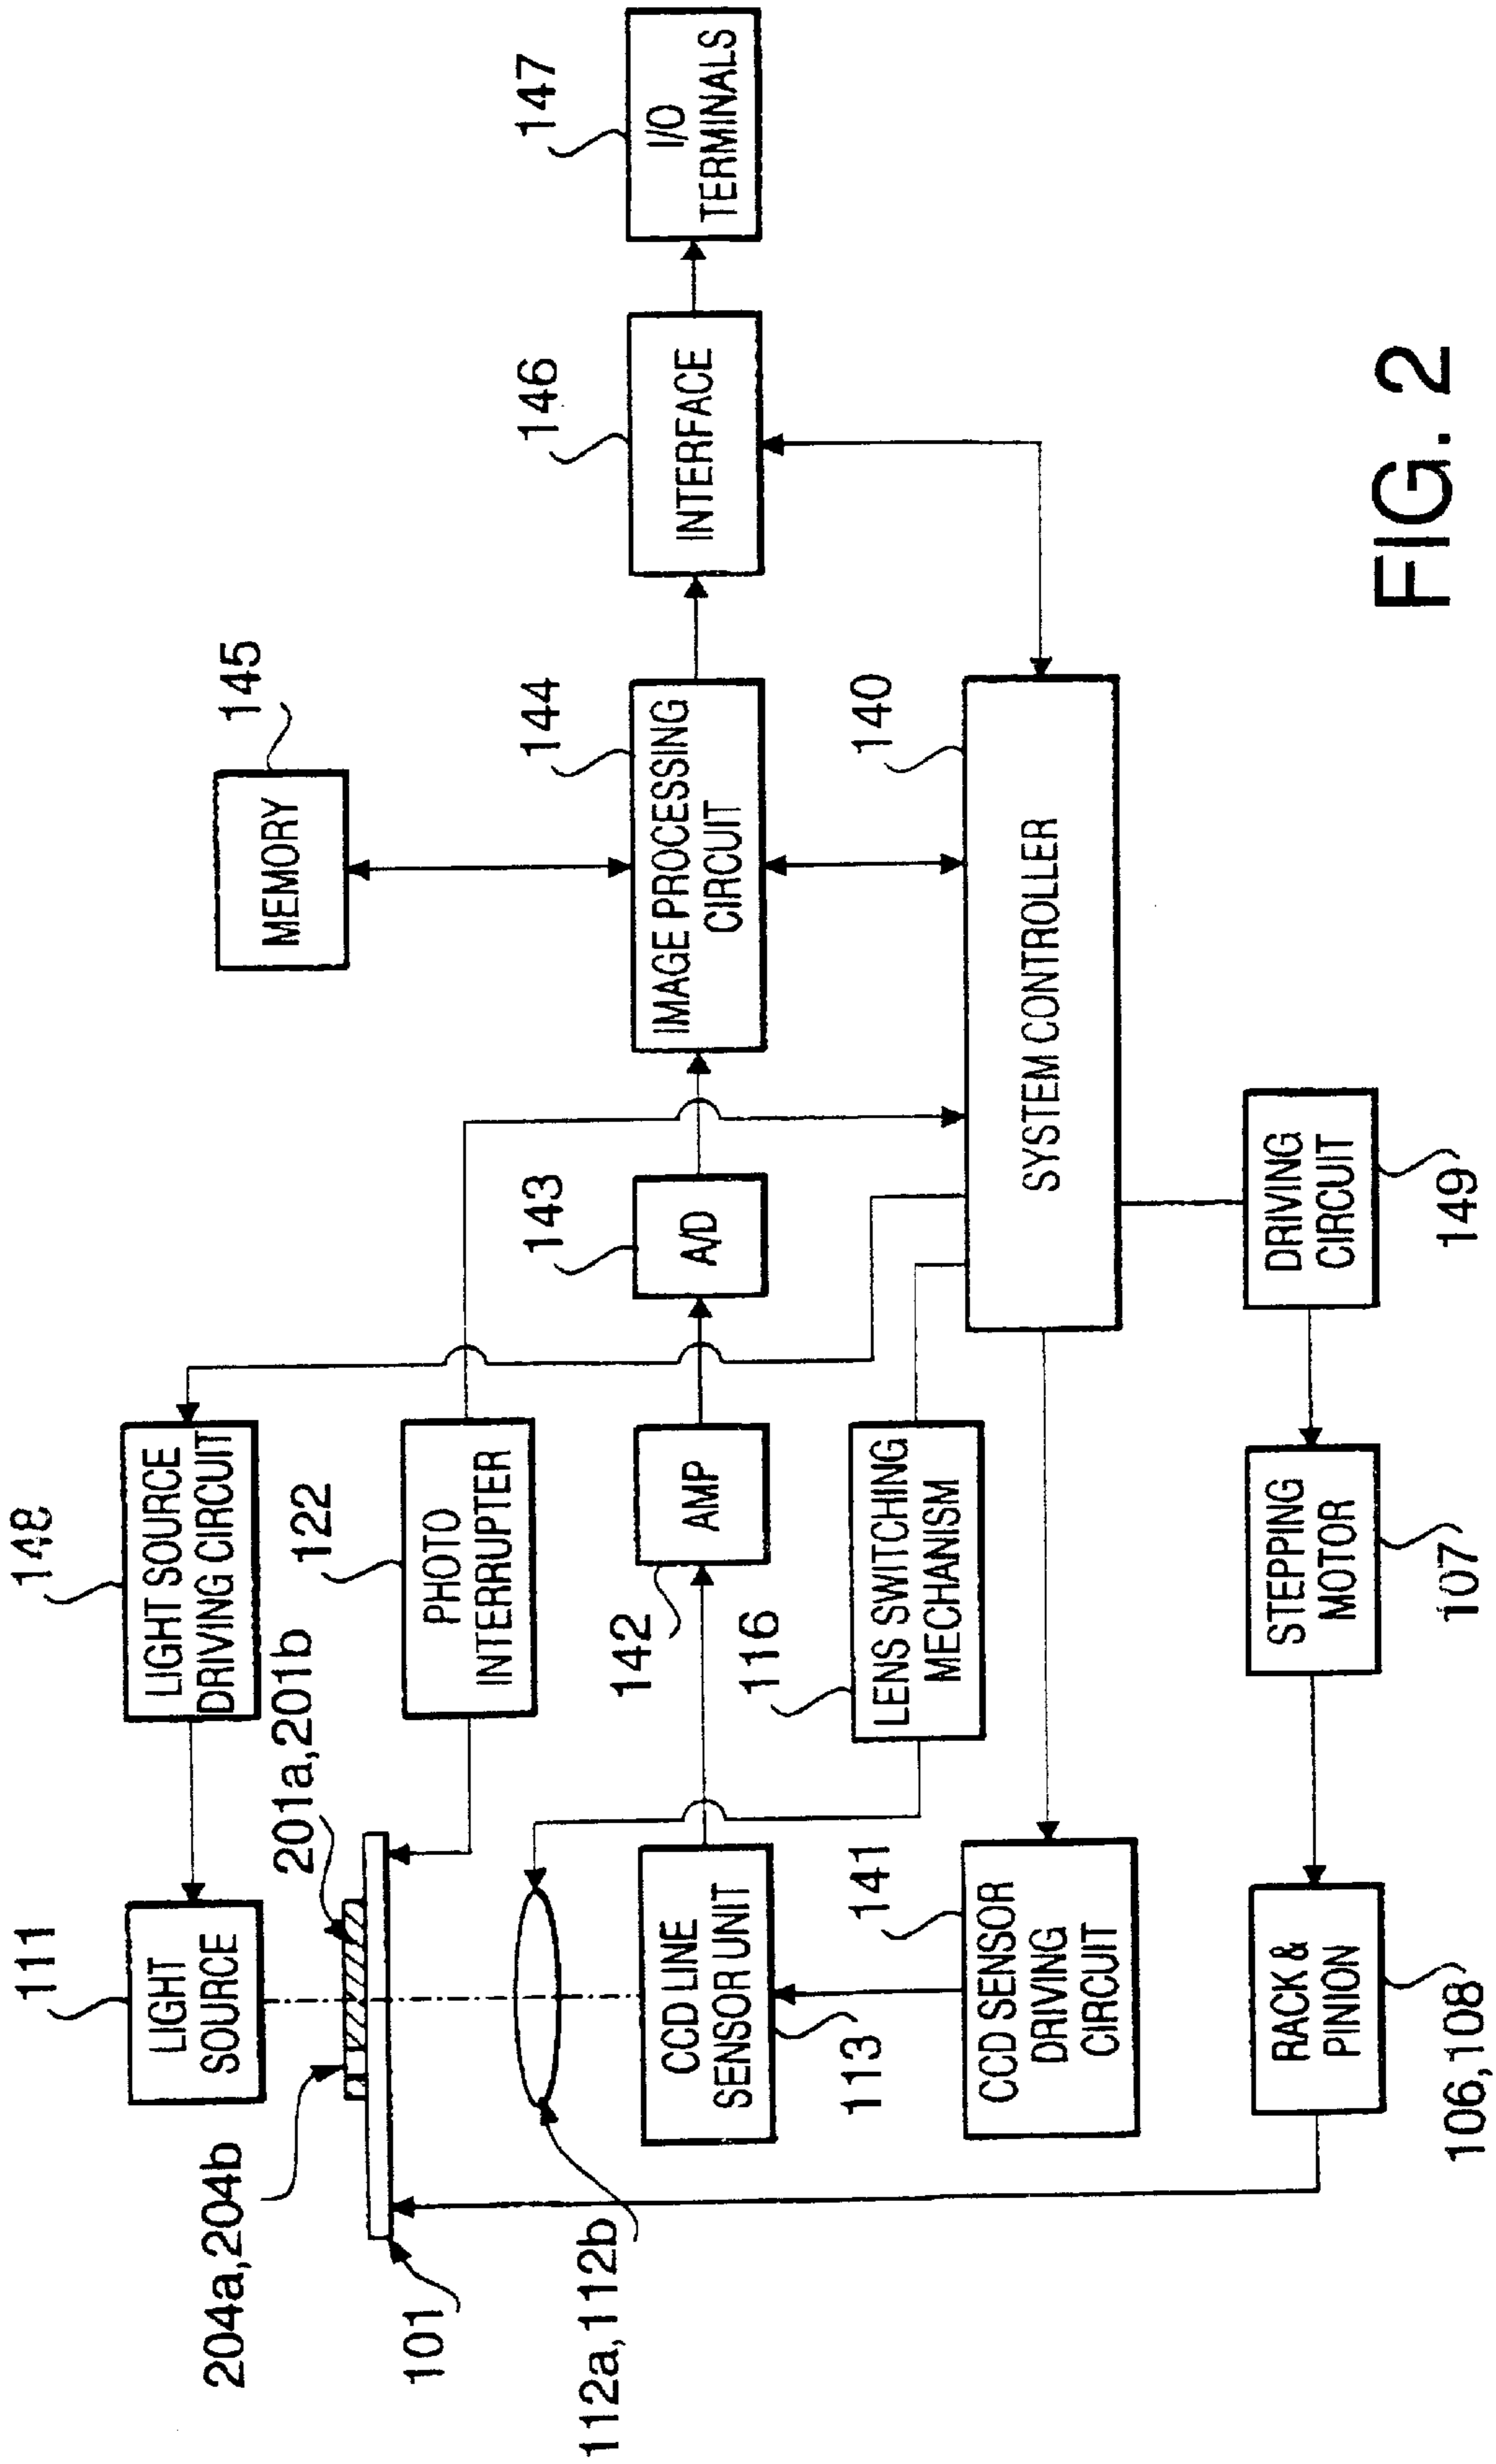 111
LIGHT
SOURCE
148
LIGHT SOURCE
DRIVING CIRCUIT
145
MEMORY
204a,204b
201a,201b
122
PHOTO
INTERRUPTER
101
112a,112b
CCD LINE
SENSOR UNIT
113
142
AMP
143
A/D
144
IMAGE PROCESSING
CIRCUIT
146
INTERFACE
147
I/O
TERMINALS
116
LENS SWITCHING
MECHANISM
141
CCD SENSOR
DRIVING
CIRCUIT
140
SYSTEM CONTROLLER
RACK &
PINION
106,108
STEPPING
MOTOR
107
DRIVING
CIRCUIT
149
FIG. 2